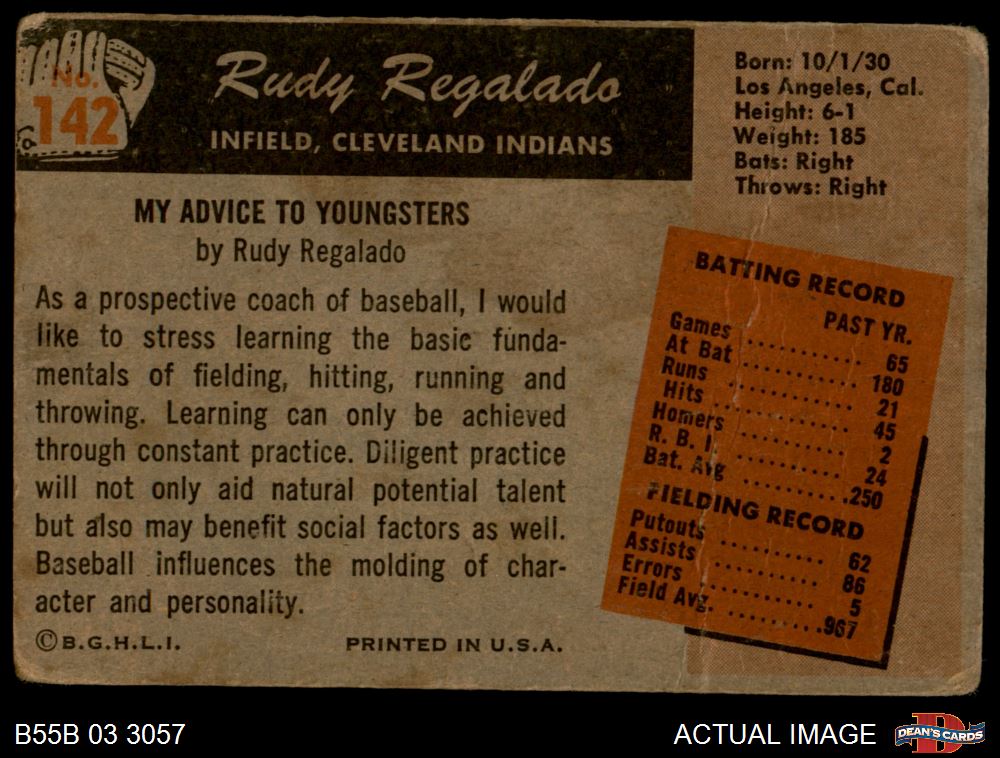 No.
142
Rudy Regalado
INFIELD, CLEVELAND INDIANS
Born: 10/1/30
Los Angeles, Cal.
Height: 6-1
Weight: 185
Bats: Right
Throws: Right
MY ADVICE TO YOUNGSTERS
by Rudy Regalado
As a prospective coach of baseball, I would
like to stress learning the basic funda-
mentals of fielding, hitting, running and
throwing. Learning can only be achieved
through constant practice. Diligent practice
will not only aid natural potential talent
but also may benefit social factors as well.
Baseball influences the molding of char-
acter and personality.
©B.G.H.L.I. PRINTED IN U.S.A.
BATTING RECORD
PAST YR.
Games .......... 65
At Bat .......... 180
Runs .......... 21
Hits .......... 45
Homers .......... 2
R. B. I. .......... 24
Bat. Avg .......... .250
FIELDING RECORD
Putouts .......... 62
Assists .......... 86
Errors .......... 5
Field Avg. .......... .967
B55B 03 3057
ACTUAL IMAGE
D
DEAN'S CARDS